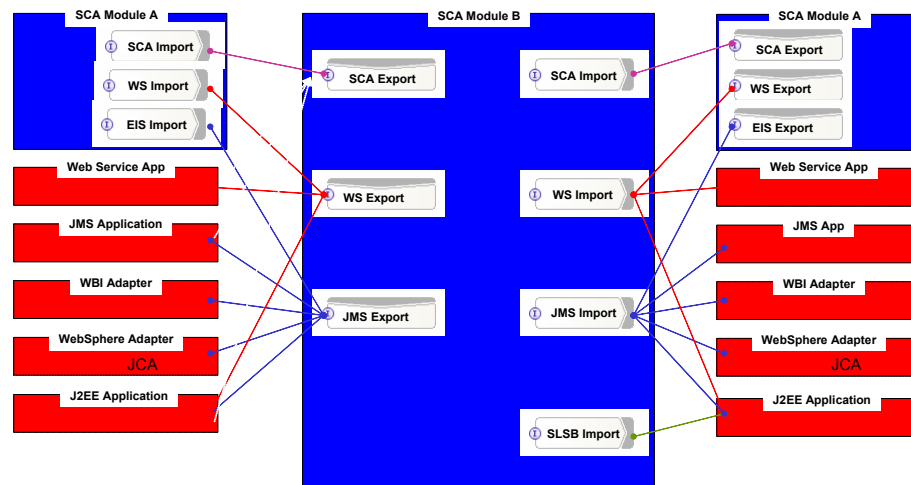 SCA Module A
I SCA Import
I WS Import
I EIS Import
Web Service App
JMS Application
WBI Adapter
WebSphere Adapter
JCA
J2EE Application
SCA Module B
I SCA Export
I WS Export
I JMS Export
I SCA Import
I WS Import
I JMS Import
I SLSB Import
SCA Module A
I SCA Export
I WS Export
I EIS Export
Web Service App
JMS App
WBI Adapter
WebSphere Adapter
JCA
J2EE Application